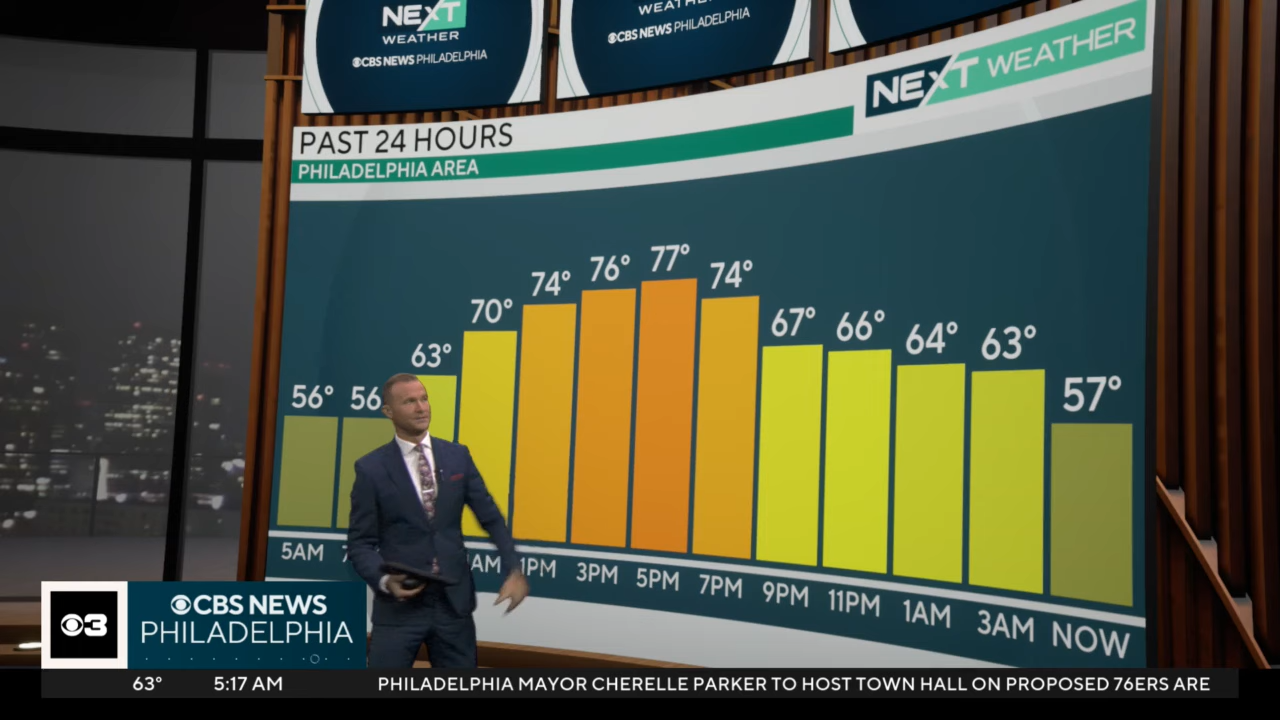 NEXT
WEATHER
CBS NEWS PHILADELPHIA
WEATHER
CBS NEWS PHILADELPHIA
NEXT WEATHER
PAST 24 HOURS
PHILADELPHIA AREA
56° 56 63° 70° 74° 76° 77° 74° 67° 66° 64° 63° 57°
5AM AM 1PM 3PM 5PM 7PM 9PM 11PM 1AM 3AM NOW
3
CBS NEWS
PHILADELPHIA
63° 5:17 AM PHILADELPHIA MAYOR CHERELLE PARKER TO HOST TOWN HALL ON PROPOSED 76ERS ARE